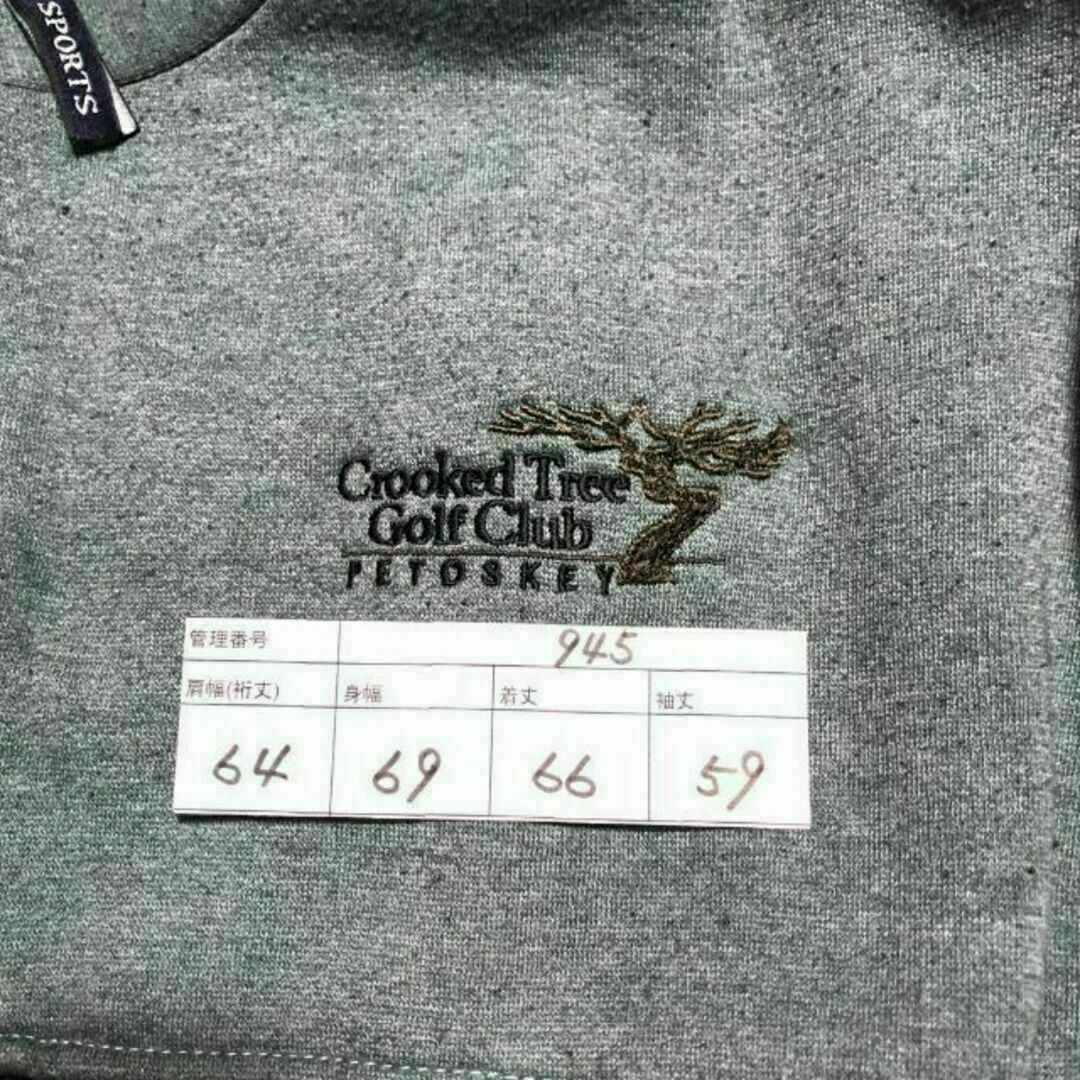 SPORTS
Crooked Tree
Golf Club
PETOSKEY
管理番号 945
肩幅(裄丈) 身幅 着丈 袖丈
64 69 66 59